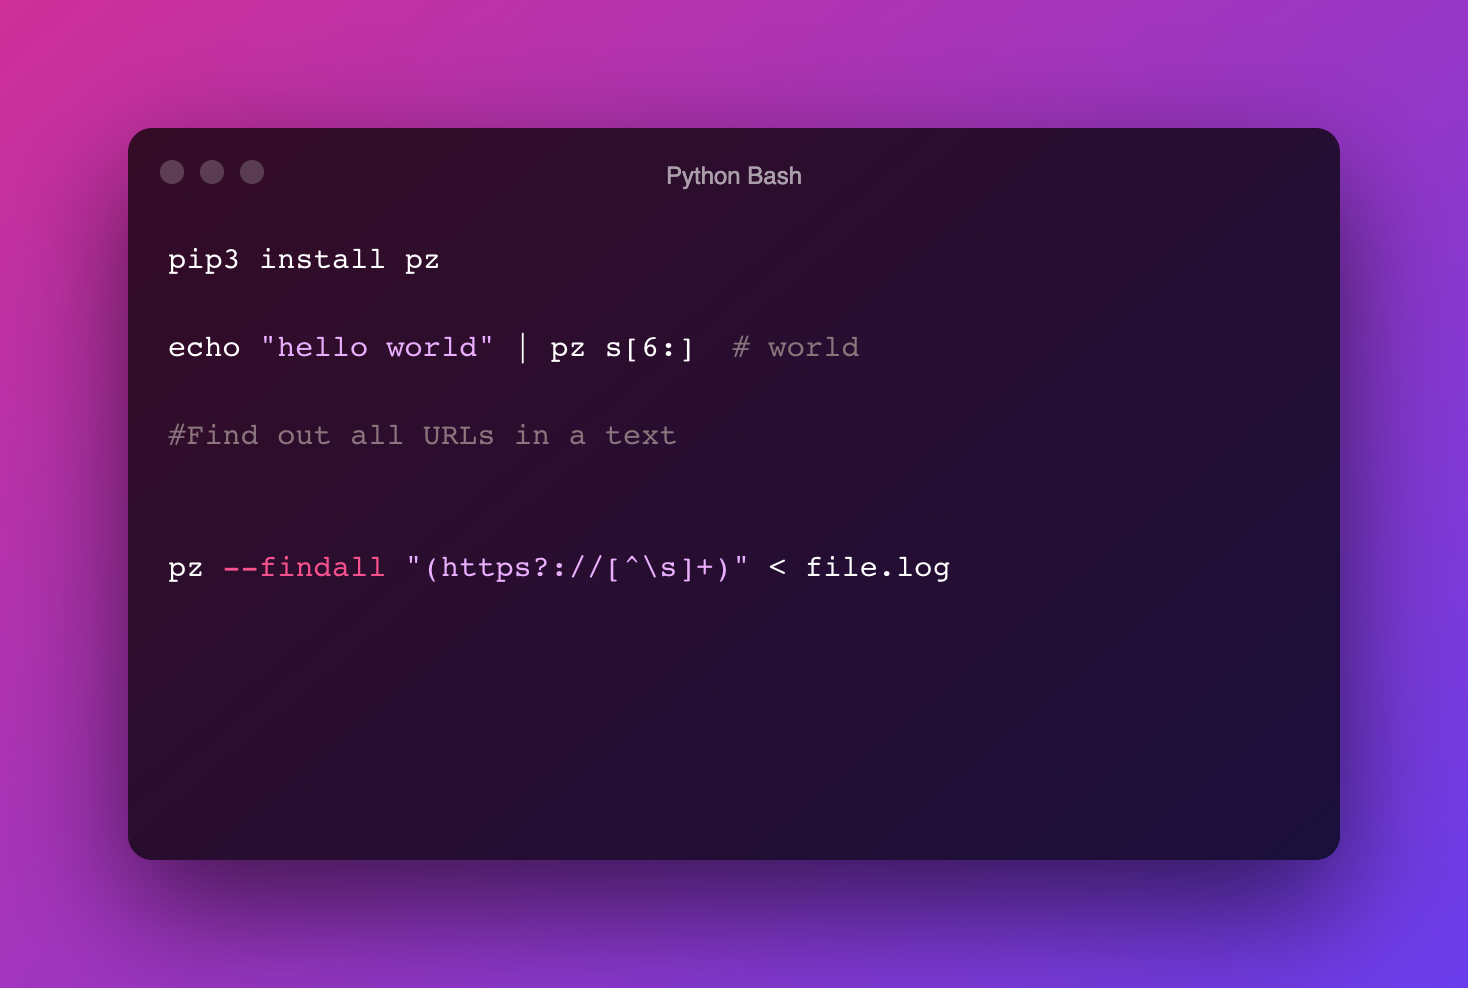 Python Bash
pip3 install pz
echo "hello world" | pz s[6:]  # world
#Find out all URLs in a text
pz --findall "(https?://[^\s]+)" < file.log